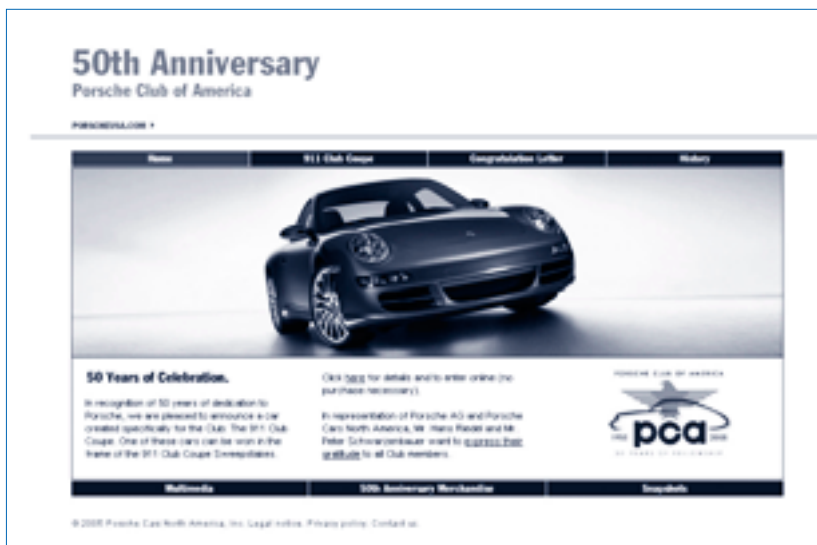 50th Anniversary
Porsche Club of America
PORSCHEUSA.COM
Home 911 Club Coupe Congratulation Letter History
50 Years of Celebration.
In recognition of 50 years of dedication to
Porsche, we are pleased to announce a car
created specifically for the Club: The 911 Club
Coupe. One of these cars can be won in the
frame of the 911 Club Coupe Sweepstakes.
Click here for details and to enter online (no
purchase necessary).
In representation of Porsche AG and Porsche
Cars North America, Mr. Hans Riedel and Mr.
Peter Schwarzenbauer want to express their
gratitude to all Club members.
PORSCHE CLUB OF AMERICA
pca
50 YEARS OF FELLOWSHIP
Multimedia 50th Anniversary Merchandise Snapshots
© 2005 Porsche Cars North America, Inc. Legal notice. Privacy policy. Contact us.